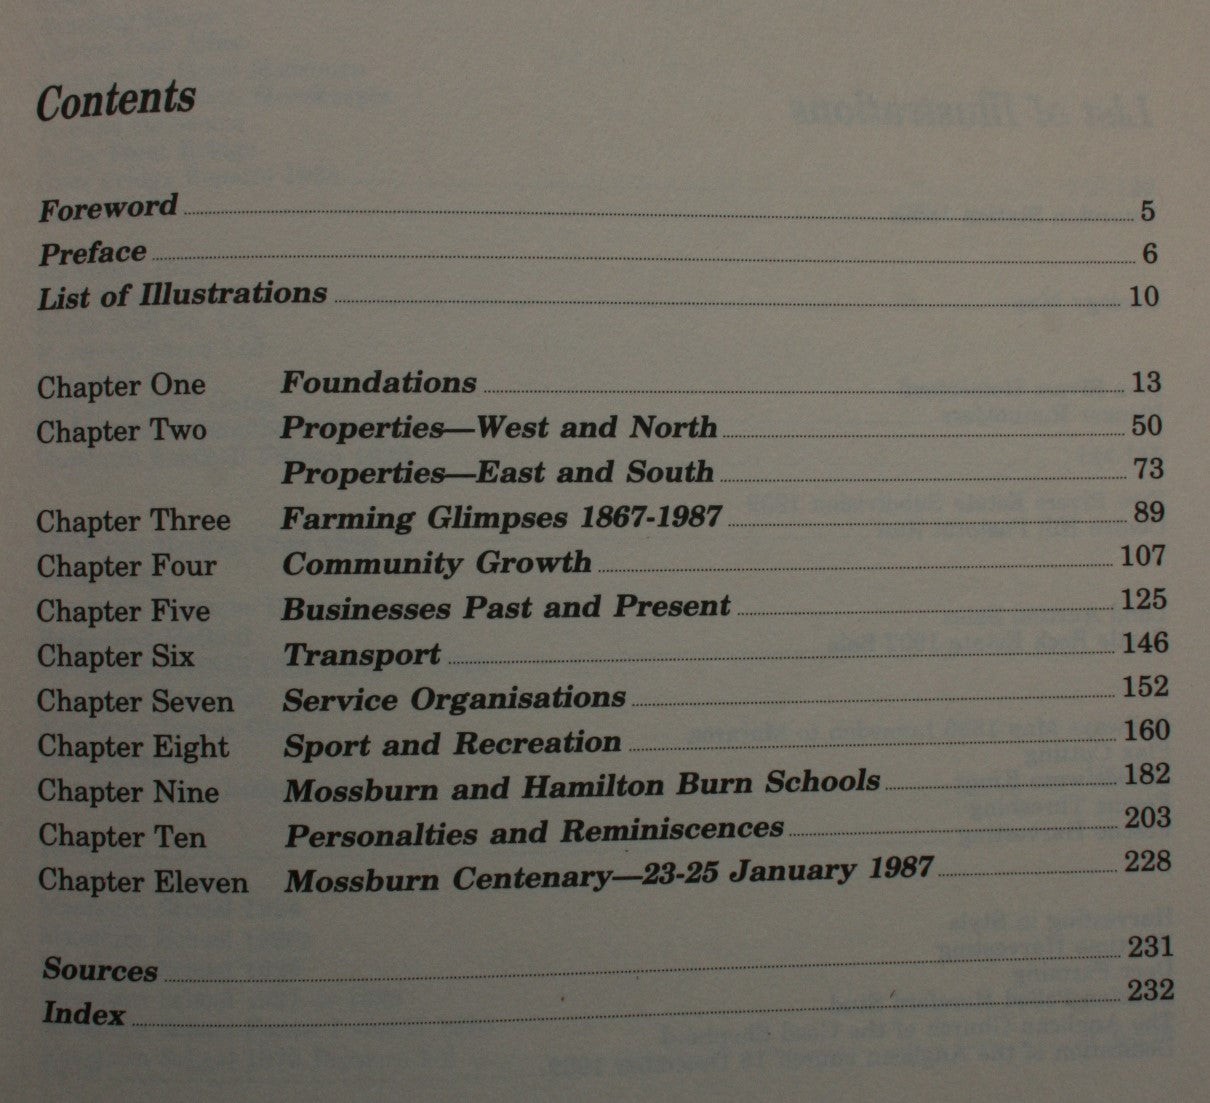 Contents
Foreword 5
Preface 6
List of Illustrations 10
Chapter One Foundations 13
Chapter Two Properties—West and North 50
Properties—East and South 73
Chapter Three Farming Glimpses 1867-1987 89
Chapter Four Community Growth 107
Chapter Five Businesses Past and Present 125
Chapter Six Transport 146
Chapter Seven Service Organisations 152
Chapter Eight Sport and Recreation 160
Chapter Nine Mossburn and Hamilton Burn Schools 182
Chapter Ten Personalties and Reminiscences 203
Chapter Eleven Mossburn Centenary—23-25 January 1987 228
Sources 231
Index 232